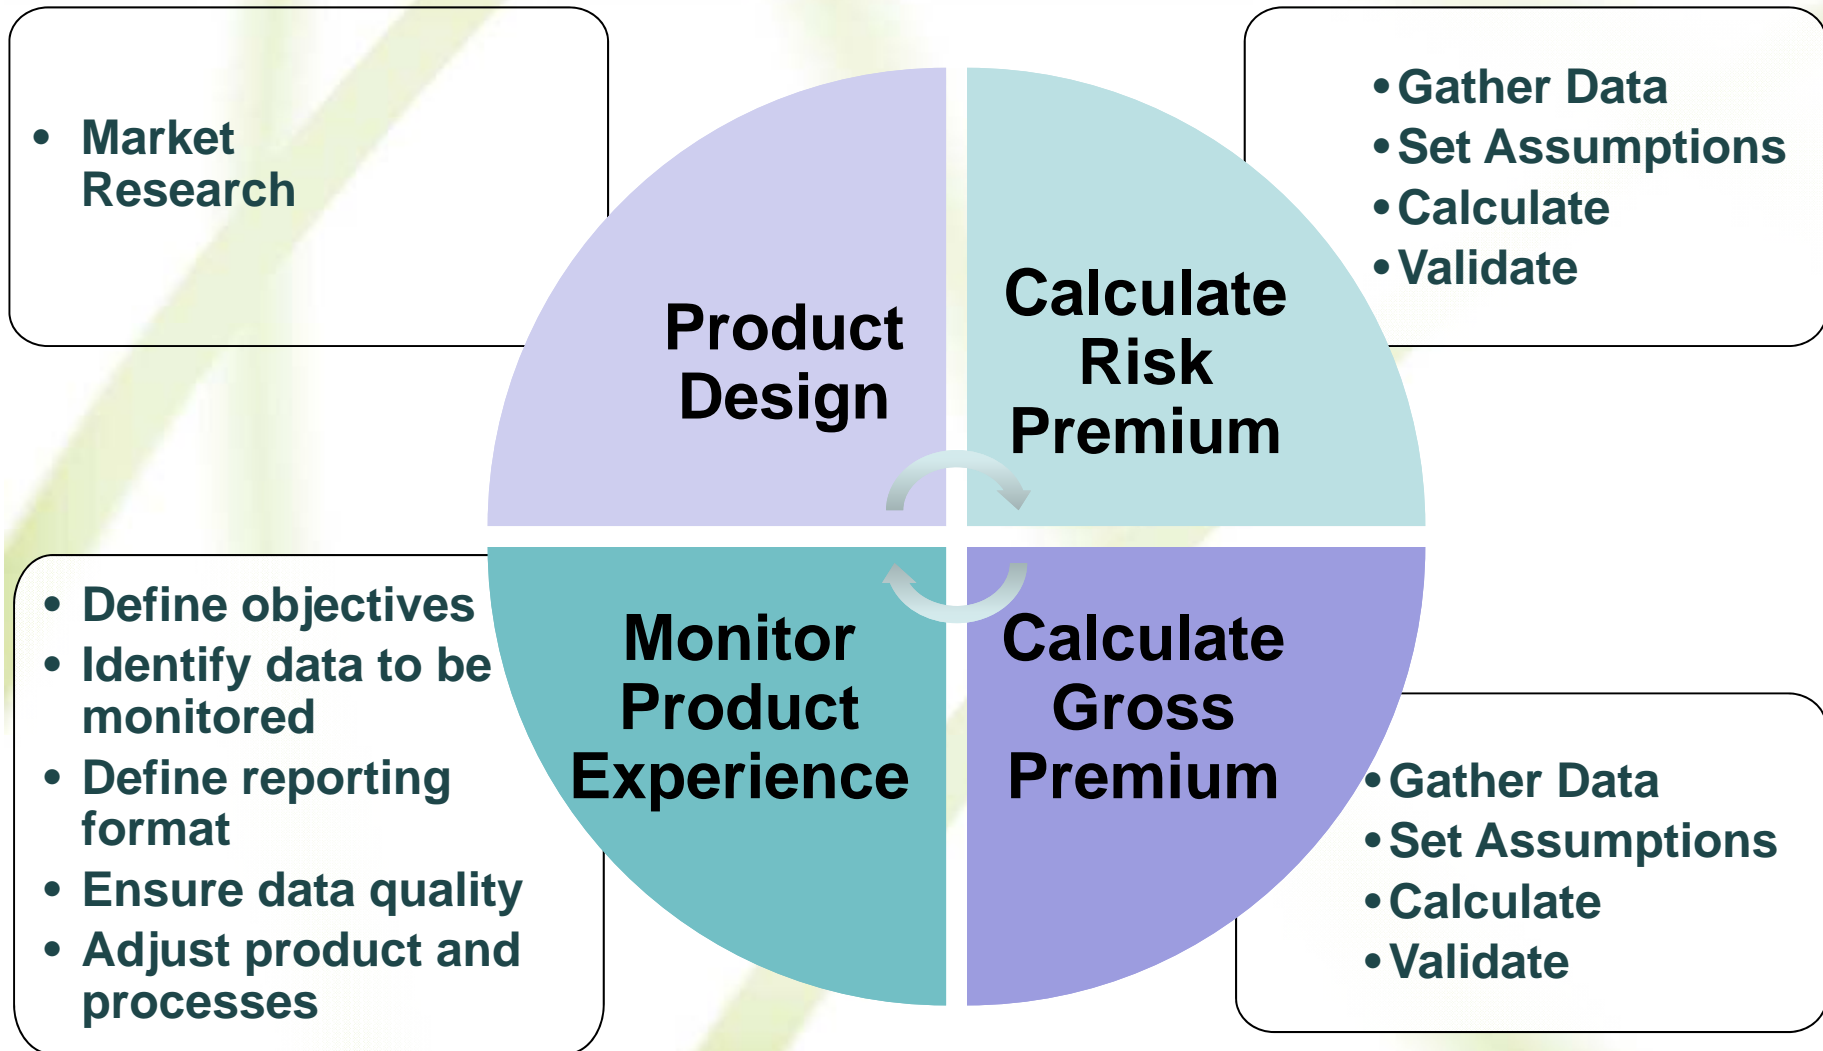 • Market
Research
Product
Design
• Gather Data
• Set Assumptions
• Calculate
• Validate
Calculate
Risk
Premium
• Define objectives
• Identify data to be
monitored
• Define reporting
format
• Ensure data quality
• Adjust product and
processes
Monitor
Product
Experience
Calculate
Gross
Premium
• Gather Data
• Set Assumptions
• Calculate
• Validate